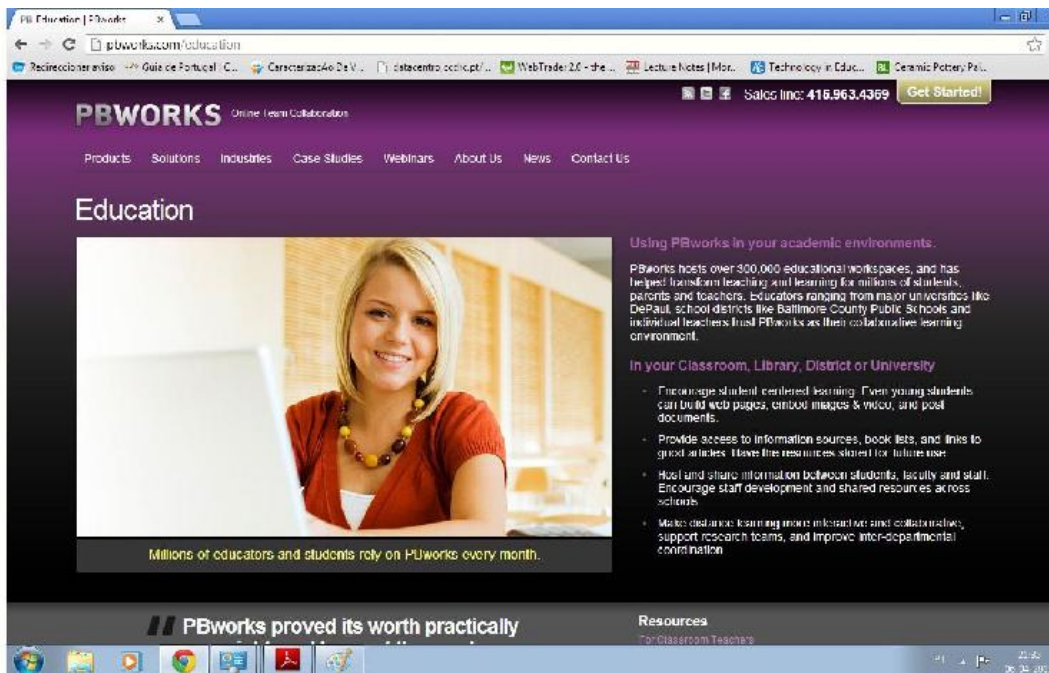 PB Education | PBworks
pbworks.com/education
Redireccionar aviso
Guia de Portugal | C...
CaracterizacAo Da V...
WebTrader 2.0 - the ...
Lecture Notes | Mor...
Technology in Educ...
Ceramic Pottery Pai...
Sales line: 415.963.4369
Get Started!
PBWORKS
Online Team Collaboration
Products
Solutions
Industries
Case Studies
Webinars
About Us
News
Contact Us
Education
Millions of educators and students rely on PBworks every month.
Using PBworks in your academic environments.
PBworks hosts over 300,000 educational workspaces, and has
helped transform teaching and learning for millions of students,
parents and teachers. Educators ranging from major universities like
DePaul, school districts like Baltimore County Public Schools and
individual teachers trust PBworks as their collaborative learning
environment.
In your Classroom, Library, District or University
Encourage student centered learning. Even young students
can build web pages, embed images & video, and post
documents.
Provide access to information sources, book lists, and links to
good articles. Have the resources stored for future use
Host and share information between students, faculty and staff.
Encourage staff development and shared resources across
schools
Make distance learning more interactive and collaborative,
support research teams, and improve inter-departmental
coordination
PBworks proved its worth practically
Resources
For Classroom Teachers